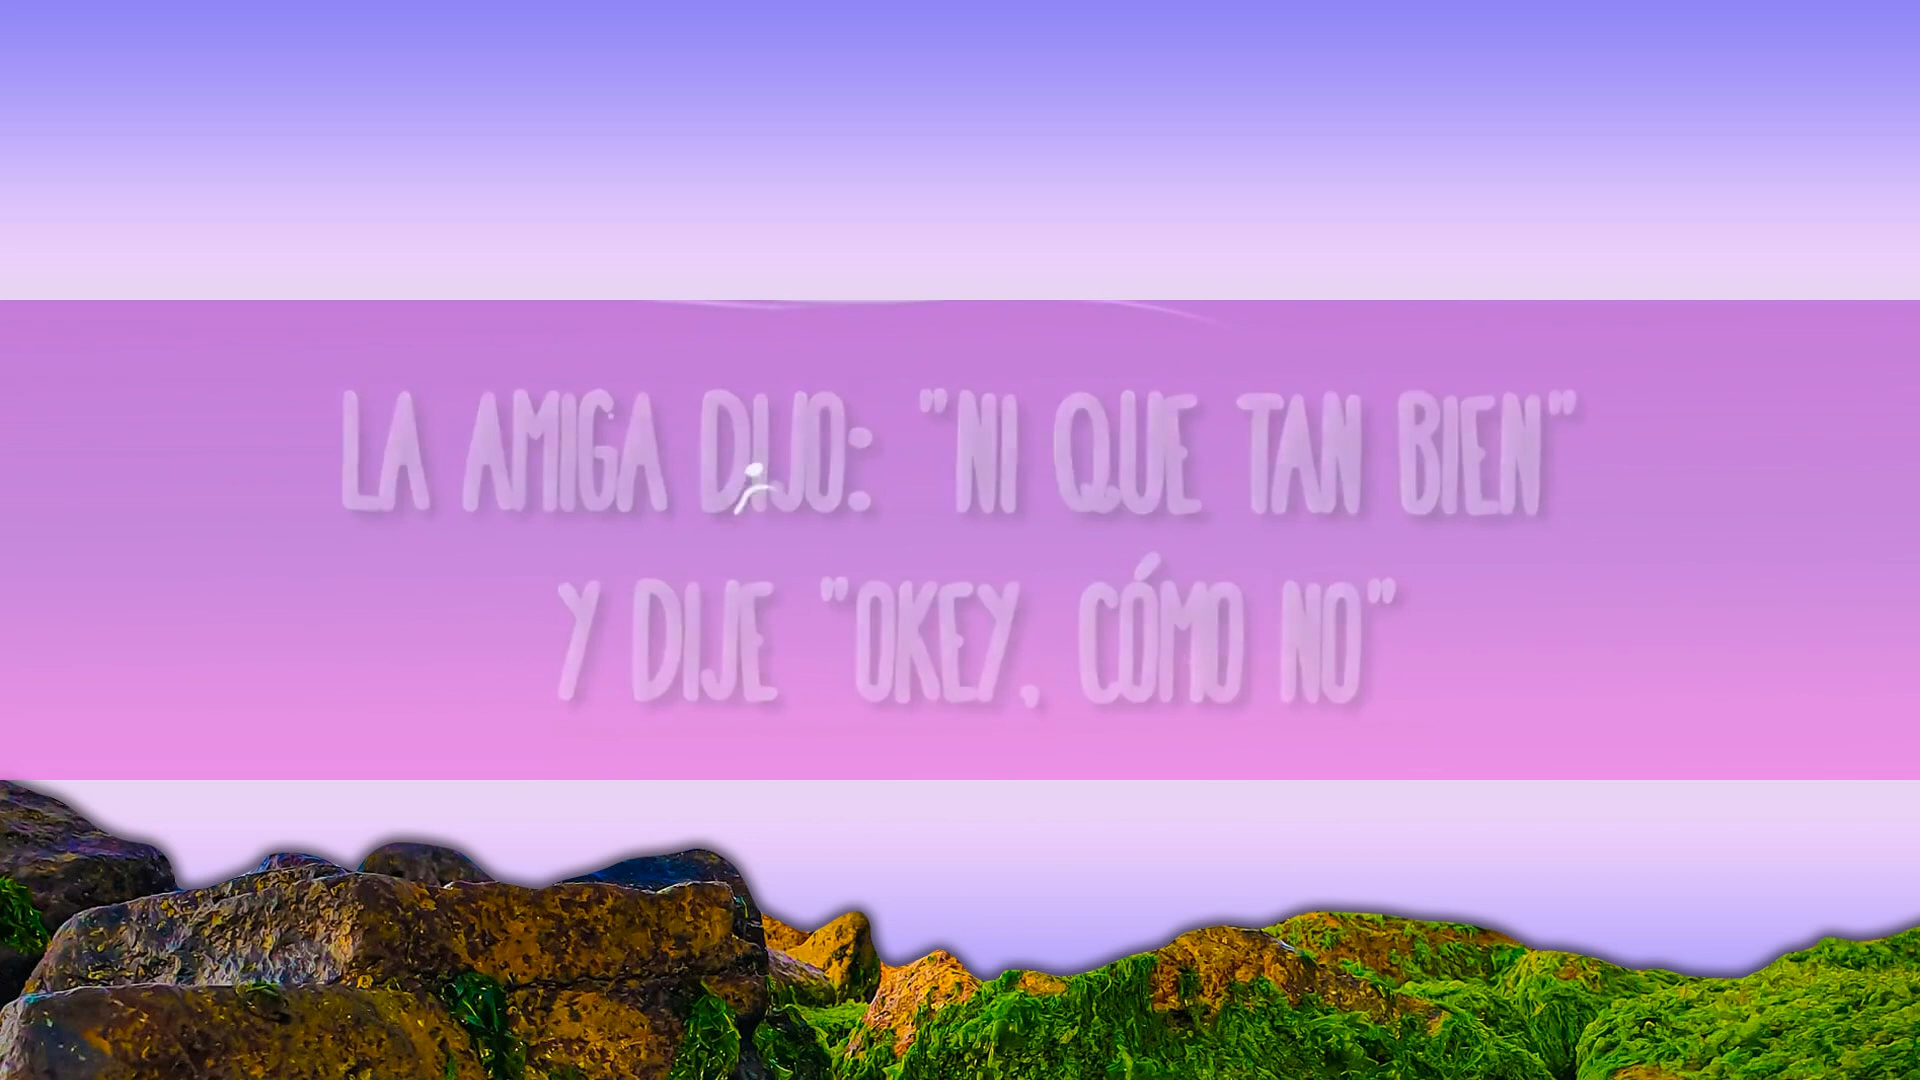 LA AMIGA DIJO: "NI QUE TAN BIEN"
Y DIJE "OKEY, CÓMO NO"